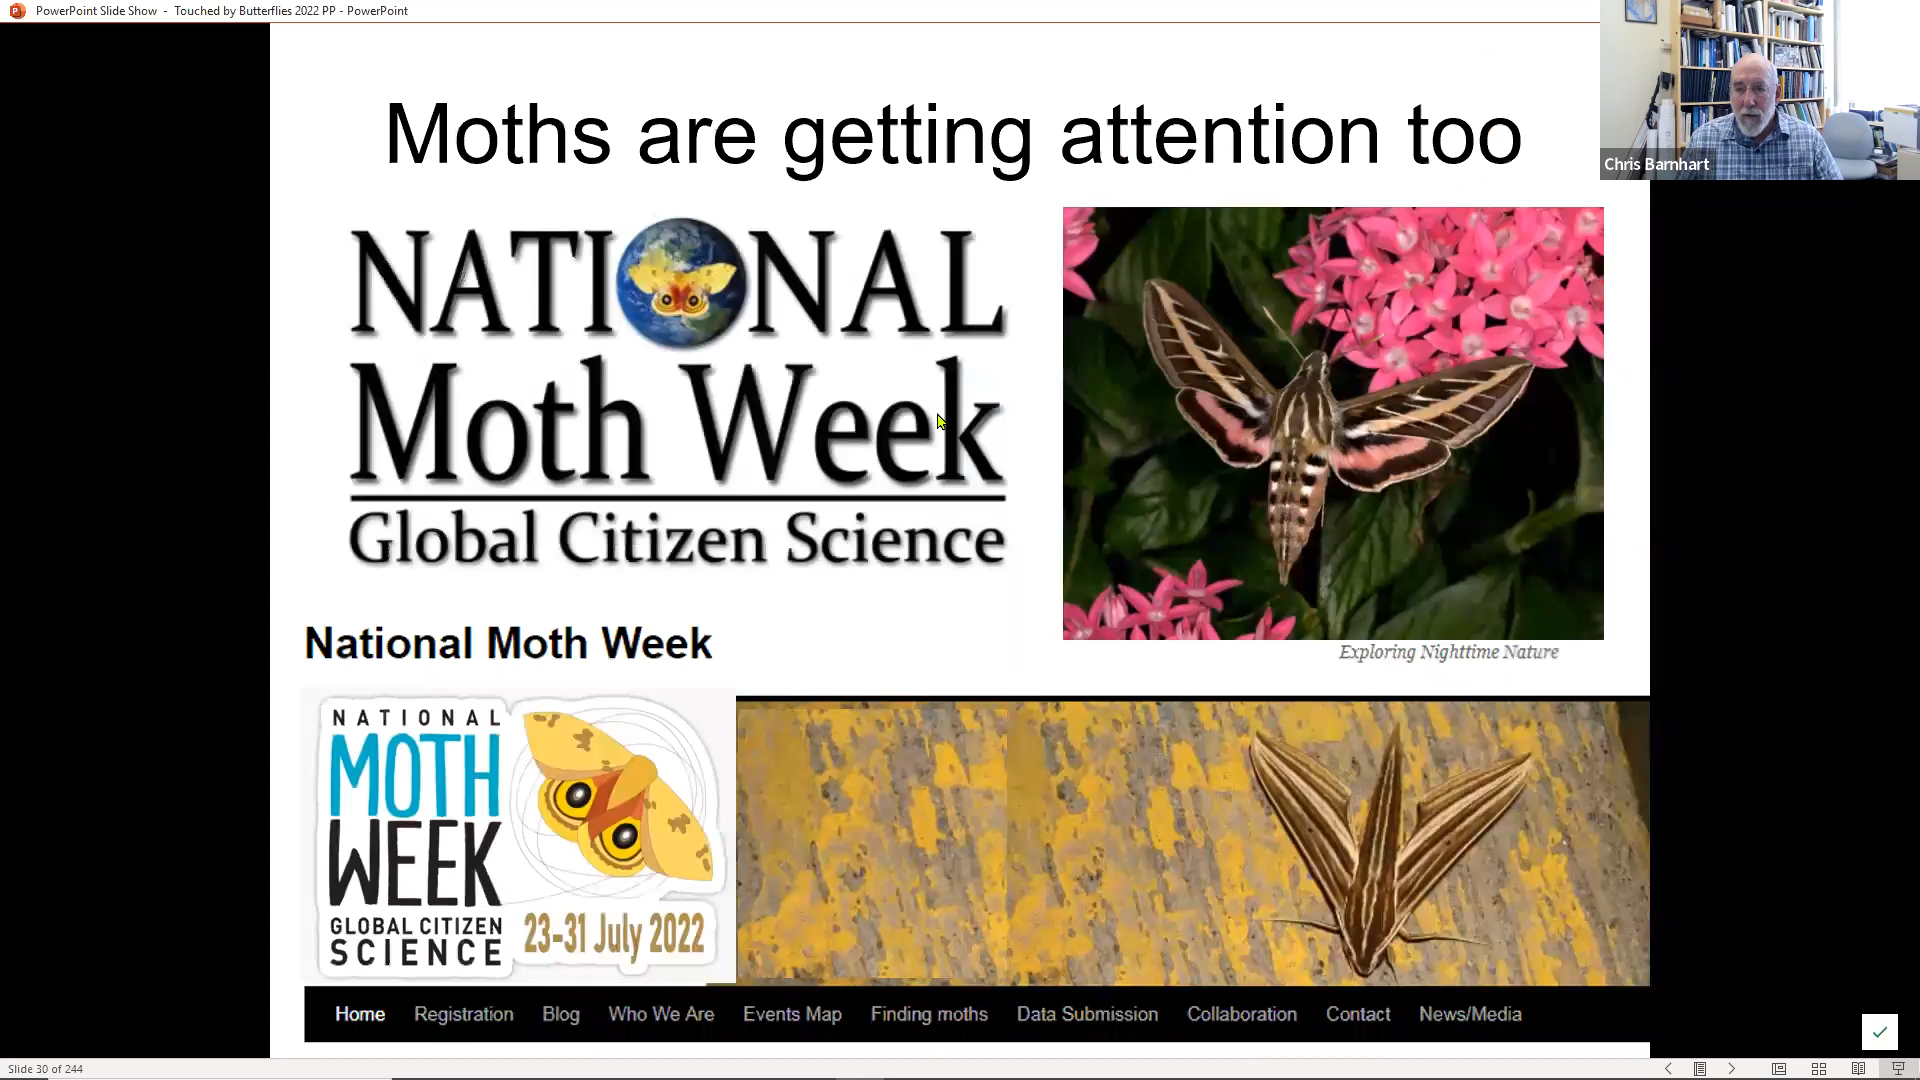 PowerPoint Slide Show - Touched by Butterflies 2022 PP - PowerPoint
Moths are getting attention too
Chris Barnhart
NATIONAL
Moth Week
Global Citizen Science
Exploring Nighttime Nature
National Moth Week
NATIONAL
MOTH
WEEK
GLOBAL CITIZEN
SCIENCE
23-31 July 2022
Home Registration Blog Who We Are Events Map Finding moths Data Submission Collaboration Contact News/Media
Slide 30 of 244